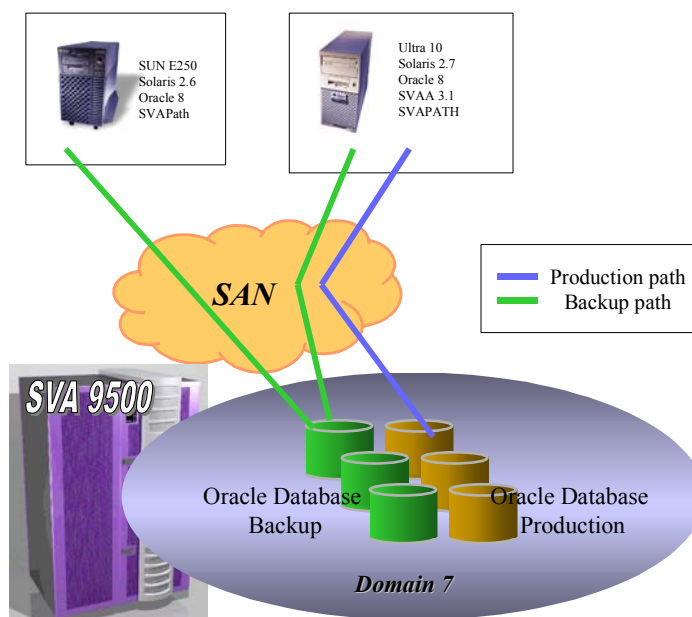 SUN E250
Solaris 2.6
Oracle 8
SVAPath
Ultra 10
Solaris 2.7
Oracle 8
SVAA 3.1
SVAPATH
SAN
Production path
Backup path
SVA 9500
Oracle Database
Backup
Oracle Database
Production
Domain 7